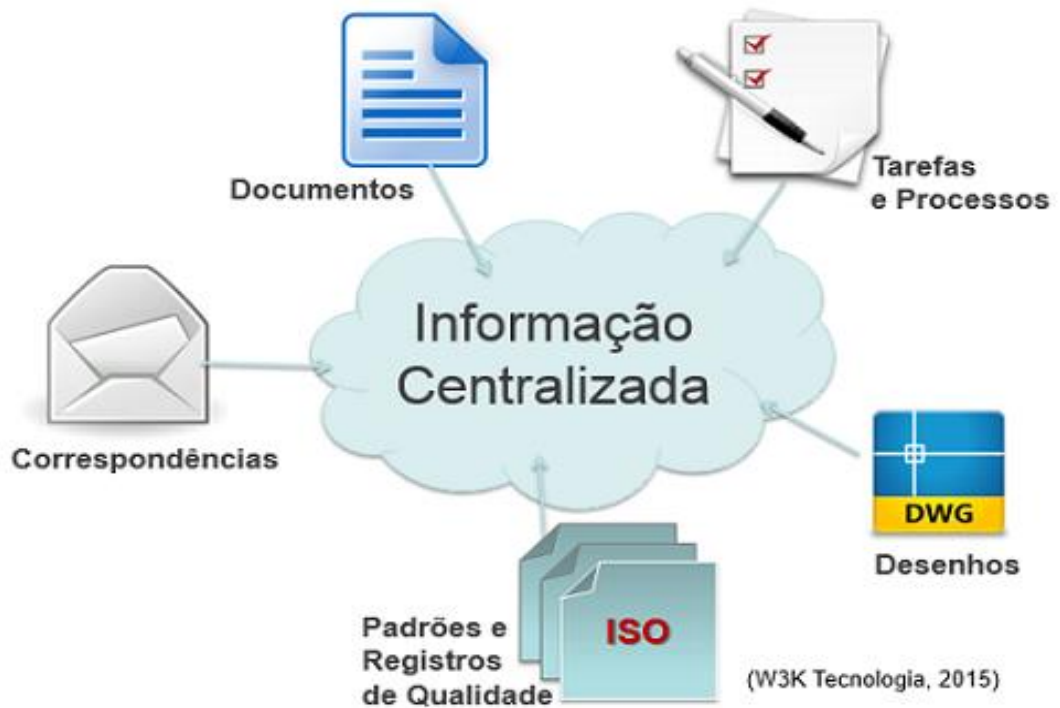 Documentos
Tarefas
e Processos
Informação
Centralizada
Correspondências
DWG
Desenhos
ISO
Padrões e
Registros
de Qualidade
(W3K Tecnologia, 2015)